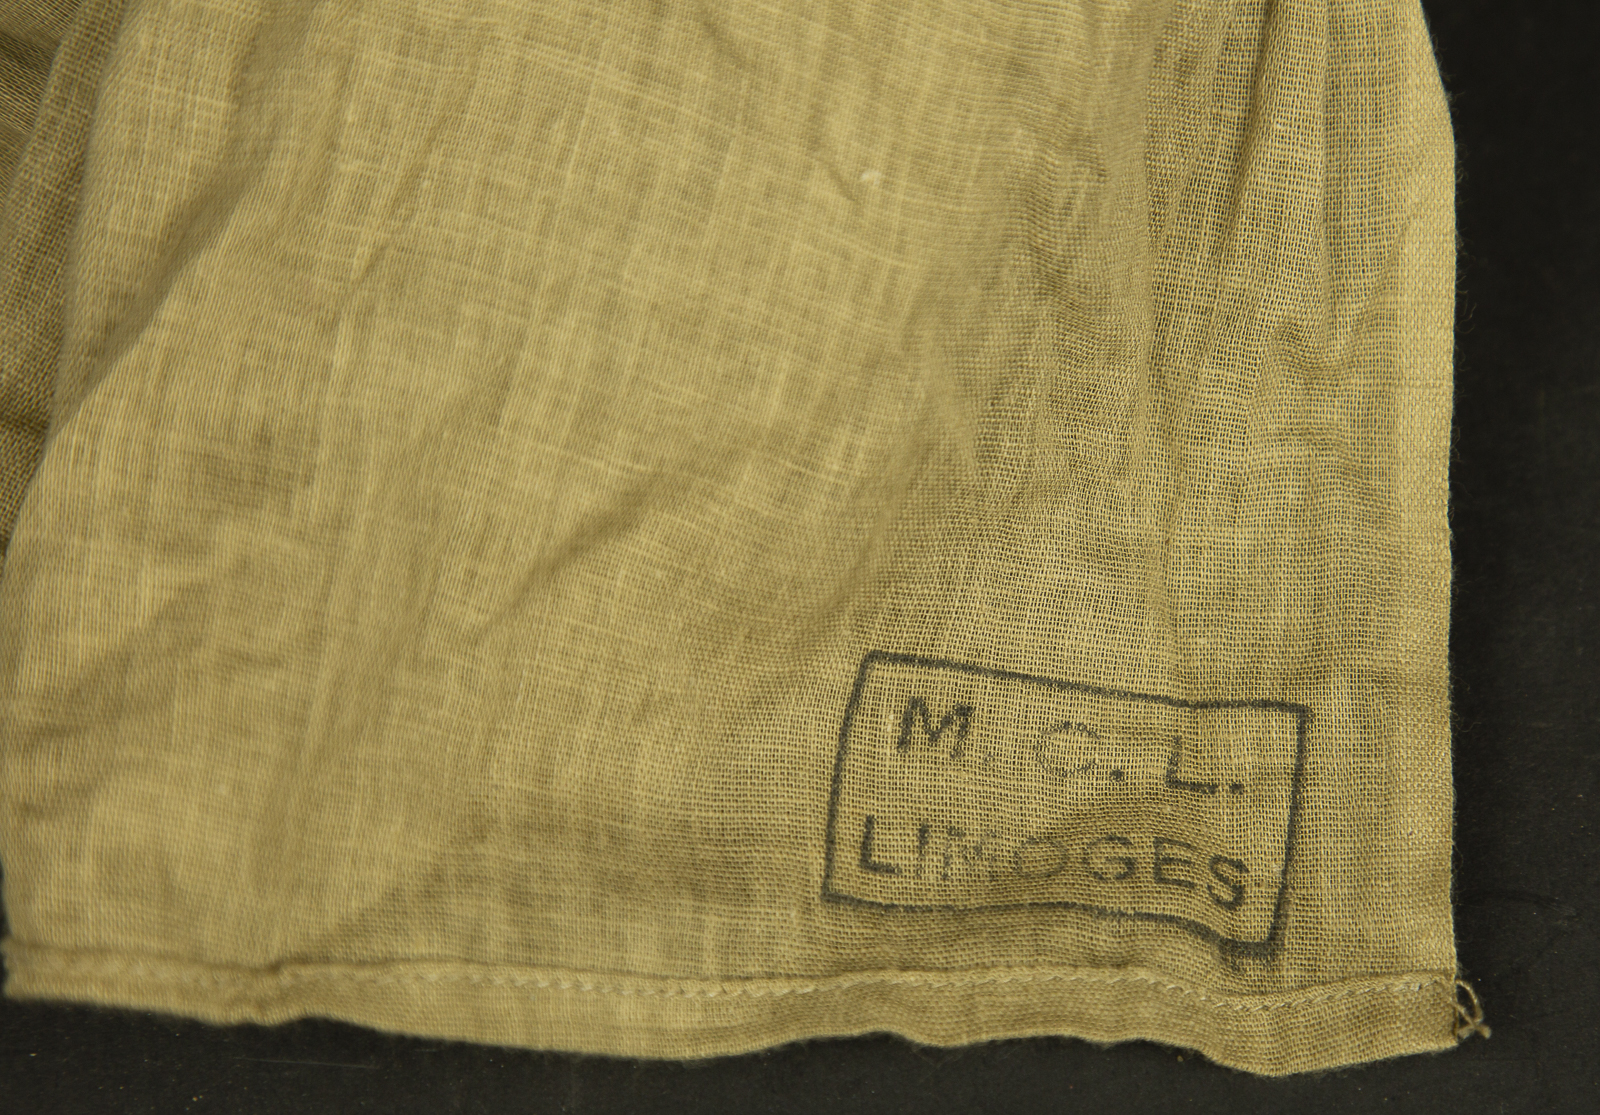 M. C. L.
LIMOGES